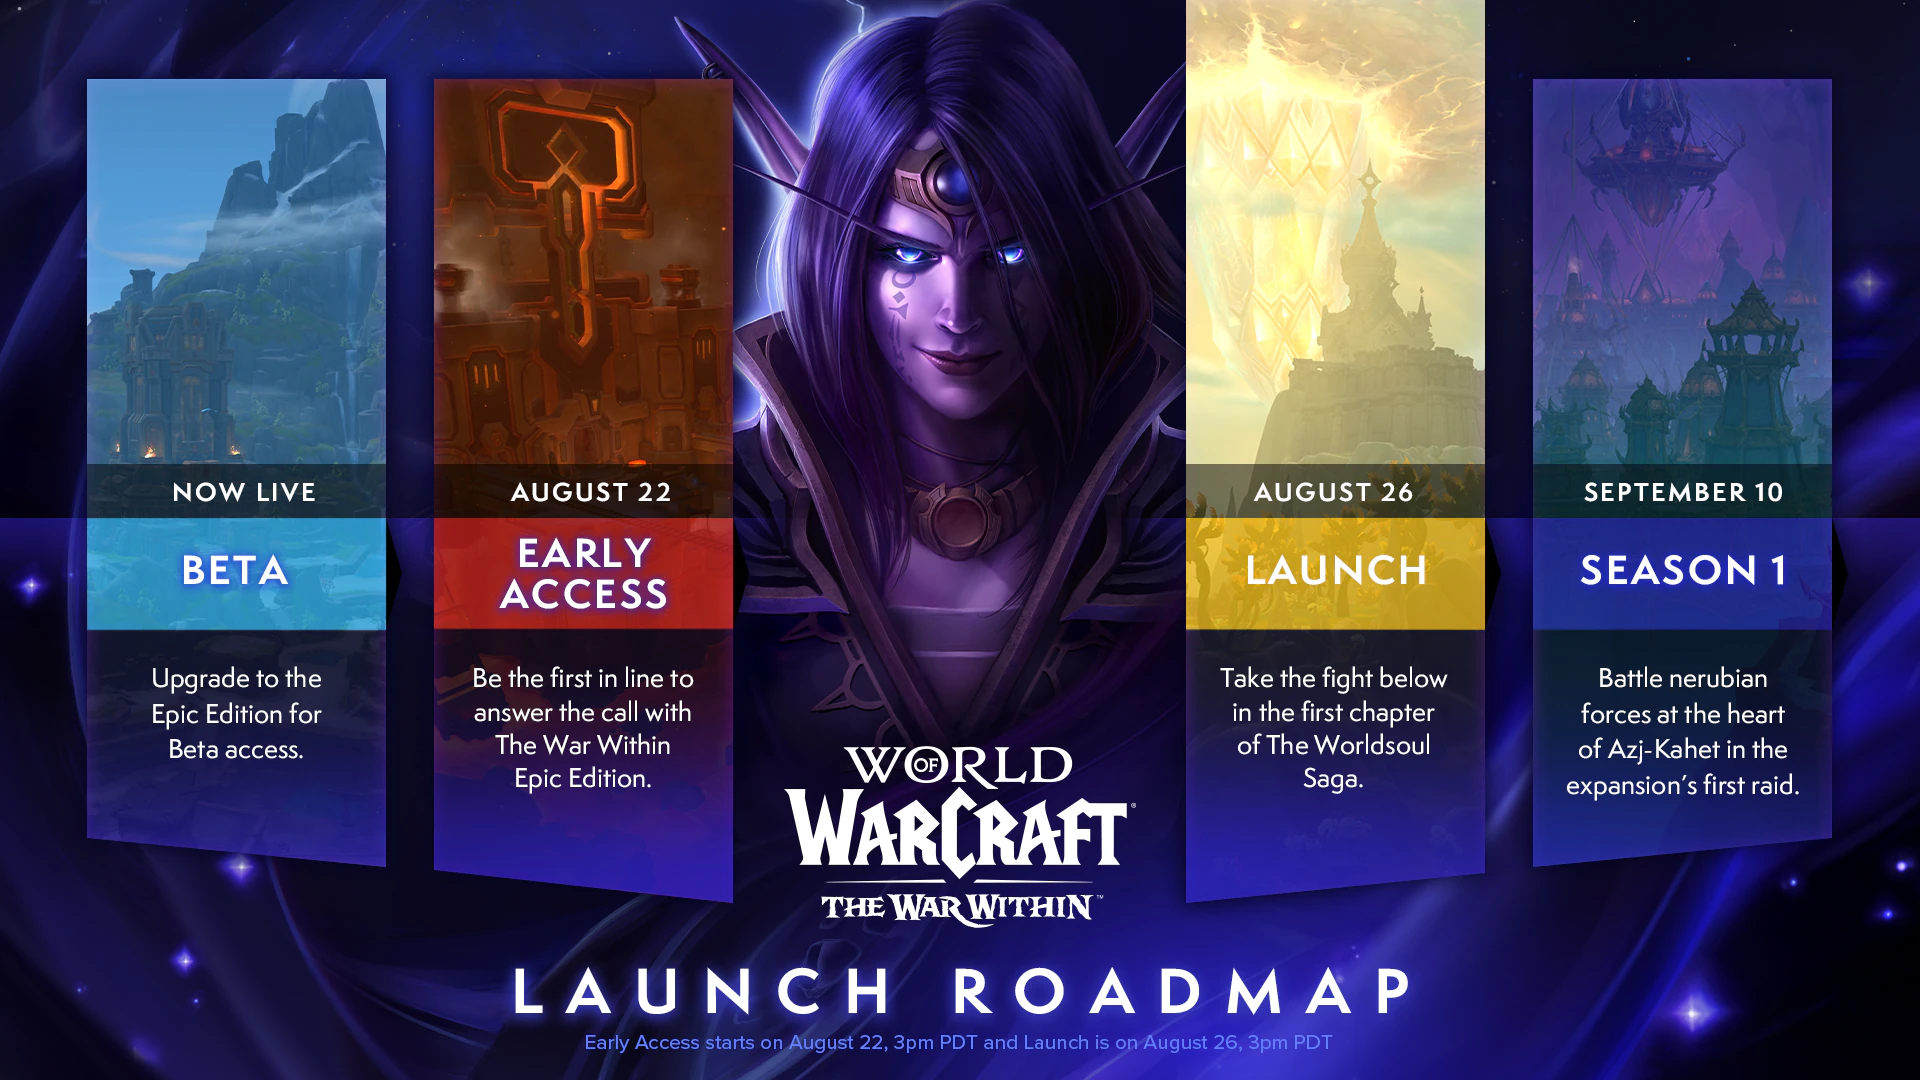 NOW LIVE
BETA
Upgrade to the
Epic Edition for
Beta access.
AUGUST 22
EARLY
ACCESS
Be the first in line to
answer the call with
The War Within
Epic Edition.
AUGUST 26
LAUNCH
Take the fight below
in the first chapter
of The Worldsoul
Saga.
SEPTEMBER 10
SEASON 1
Battle nerubian
forces at the heart
of Azj-Kahet in the
expansion's first raid.
WORLD OF
WARCRAFT®
THE WAR WITHIN™
LAUNCH ROADMAP
Early Access starts on August 22, 3pm PDT and Launch is on August 26, 3pm PDT